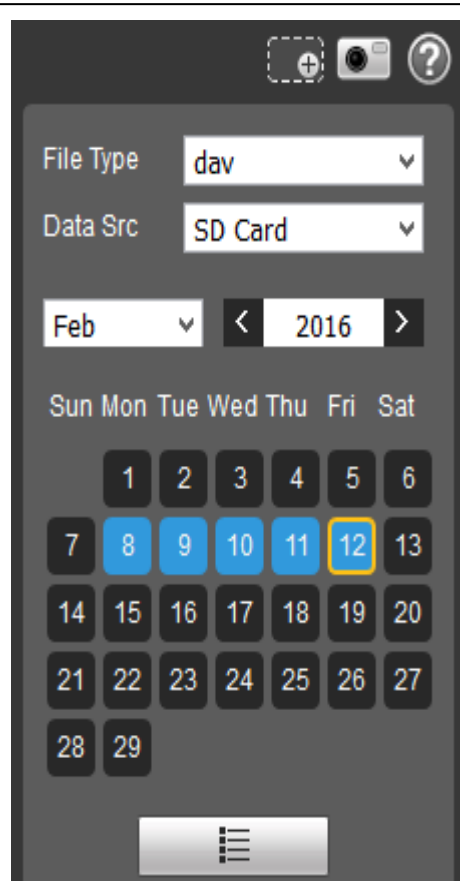 ?
File Type dav
Data Src SD Card
Feb 2016
Sun Mon Tue Wed Thu Fri Sat
1 2 3 4 5 6
7 8 9 10 11 12 13
14 15 16 17 18 19 20
21 22 23 24 25 26 27
28 29